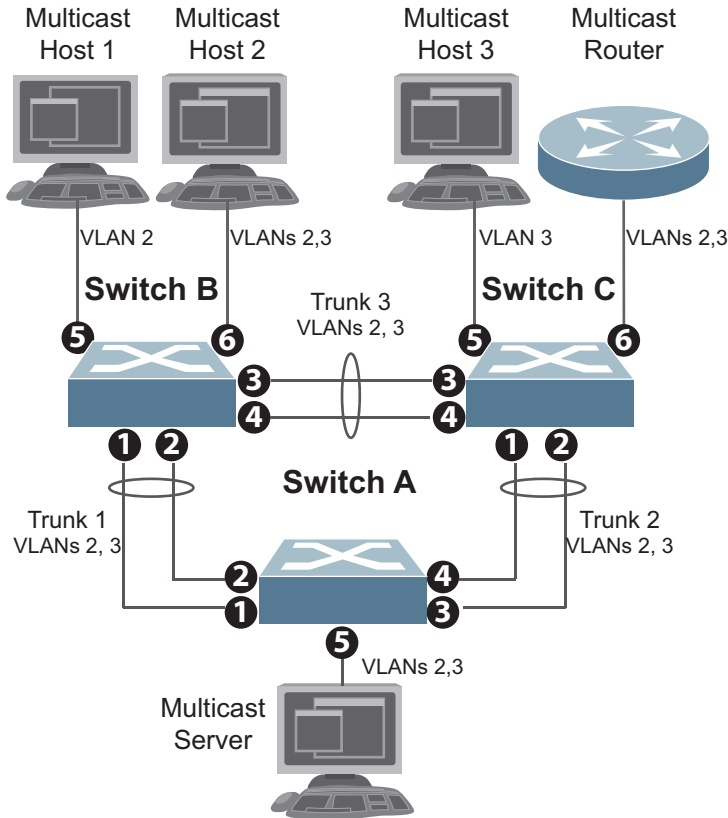 Multicast
Host 1
Multicast
Host 2
Multicast
Host 3
Multicast
Router
VLAN 2
VLANs 2,3
VLAN 3
VLANs 2,3
Switch B
Switch C
Trunk 3
VLANs 2, 3
5
6
5
6
3
3
4
4
1
2
1
2
Switch A
Trunk 1
VLANs 2, 3
Trunk 2
VLANs 2, 3
2
4
1
3
5
VLANs 2,3
Multicast
Server